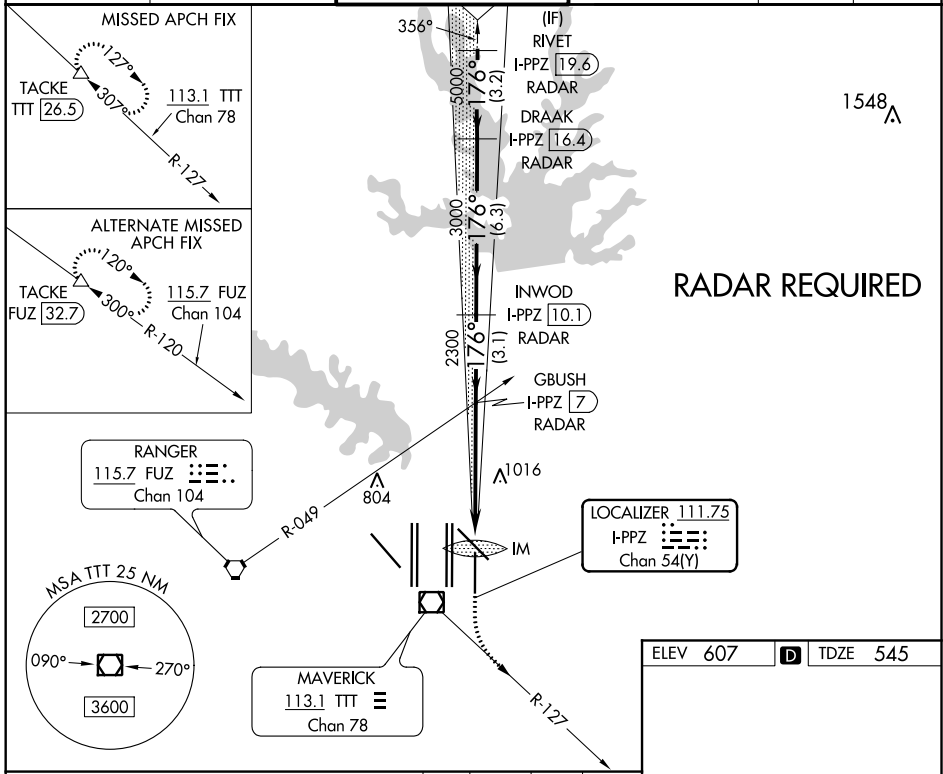 MISSED APCH FIX
127°
TACKE
TTT 26.5
307°
113.1 TTT
Chan 78
R-127
ALTERNATE MISSED
APCH FIX
120°
TACKE
FUZ 32.7
300°
115.7 FUZ
Chan 104
R-120
356°
(IF)
RIVET
I-PPZ 19.6
RADAR
5000
176°
(3.2)
DRAAK
I-PPZ 16.4
RADAR
1548
3000
176°
(6.3)
RADAR REQUIRED
INWOD
I-PPZ 10.1
RADAR
2300
176°
(3.1)
GBUSH
I-PPZ 7
RADAR
RANGER
115.7 FUZ
Chan 104
R-049
804
1016
LOCALIZER 111.75
I-PPZ
Chan 54(Y)
IM
MSA TTT 25 NM
2700
090°
270°
3600
MAVERICK
113.1 TTT
Chan 78
R-127
ELEV 607 D TDZE 545